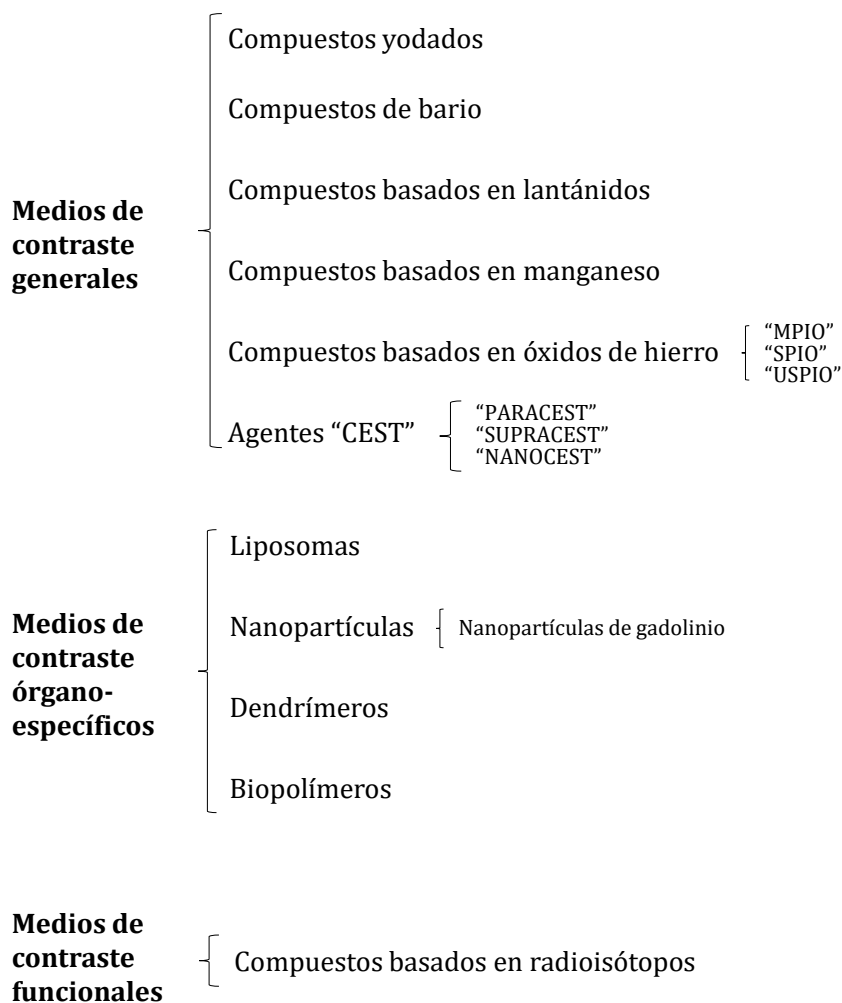 Compuestos yodados
Compuestos de bario
Compuestos basados en lantánidos
Medios de
contraste
generales
Compuestos basados en manganeso
Compuestos basados en óxidos de hierro
“MPIO”
“SPIO”
“USPIO”
Agentes “CEST”
“PARACEST”
“SUPRACEST”
“NANOCEST”
Liposomas
Medios de
contraste
órgano-
específicos
Nanopartículas
Nanopartículas de gadolinio
Dendrímeros
Biopolímeros
Medios de
contraste
funcionales
Compuestos basados en radioisótopos